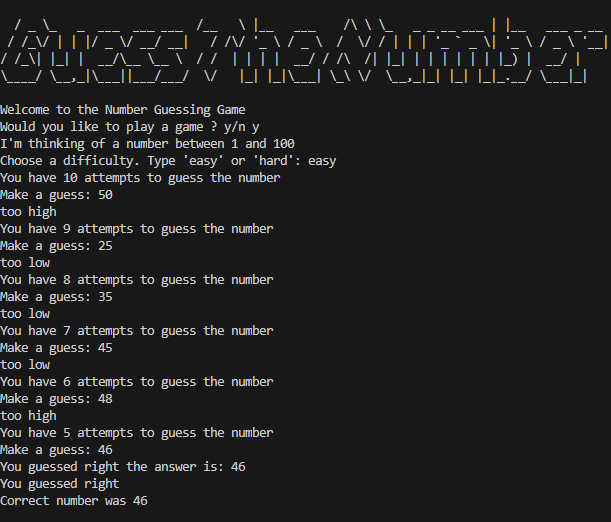 Guess The Number
Welcome to the Number Guessing Game
Would you like to play a game ? y/n y
I'm thinking of a number between 1 and 100
Choose a difficulty. Type 'easy' or 'hard': easy
You have 10 attempts to guess the number
Make a guess: 50
too high
You have 9 attempts to guess the number
Make a guess: 25
too low
You have 8 attempts to guess the number
Make a guess: 35
too low
You have 7 attempts to guess the number
Make a guess: 45
too low
You have 6 attempts to guess the number
Make a guess: 48
too high
You have 5 attempts to guess the number
Make a guess: 46
You guessed right the answer is: 46
You guessed right
Correct number was 46